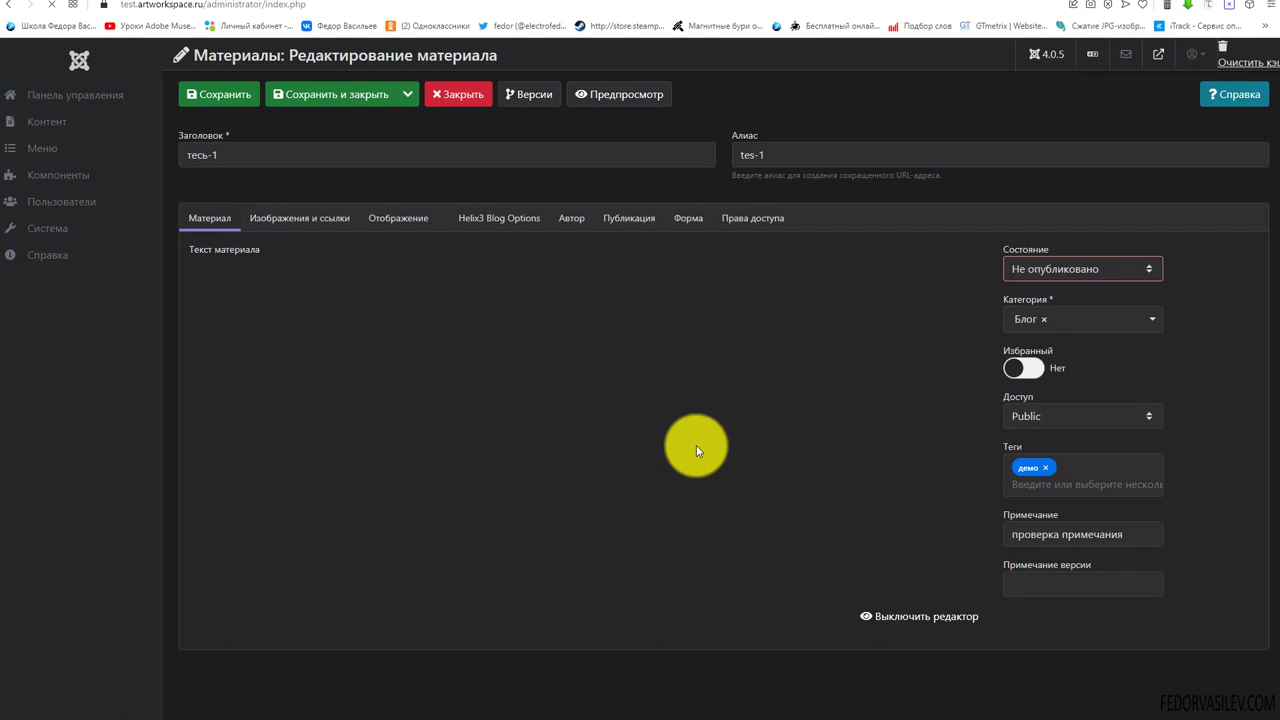 test.artworkspace.ru/administrator/index.php
Школа Федора Вас...
Уроки Adobe Muse...
Личный кабинет -...
Федор Васильев
(2) Одноклассники
fedor (@electrofed...
http://store.steamp...
Магнитные бури о...
Бесплатный онлай...
Подбор слов
GT GTmetrix | Website...
Сжатие JPG-изобр...
iTrack - Сервис оп...
Материалы: Редактирование материала
4.0.5
Очистить кэш
Сохранить
Сохранить и закрыть
Закрыть
Версии
Предпросмотр
Справка
Панель управления
Контент
Меню
Компоненты
Пользователи
Система
Справка
Заголовок *
тесь-1
Алиас
tes-1
Введите алиас для создания сокращенного URL-адреса.
Материал
Изображения и ссылки
Отображение
Helix3 Blog Options
Автор
Публикация
Форма
Права доступа
Текст материала
Состояние
Не опубликовано
Категория *
Блог ×
Избранный
Нет
Доступ
Public
Теги
демо ×
Введите или выберите несколь
Примечание
проверка примечания
Примечание версии
Выключить редактор
FEDORVASILEV.COM